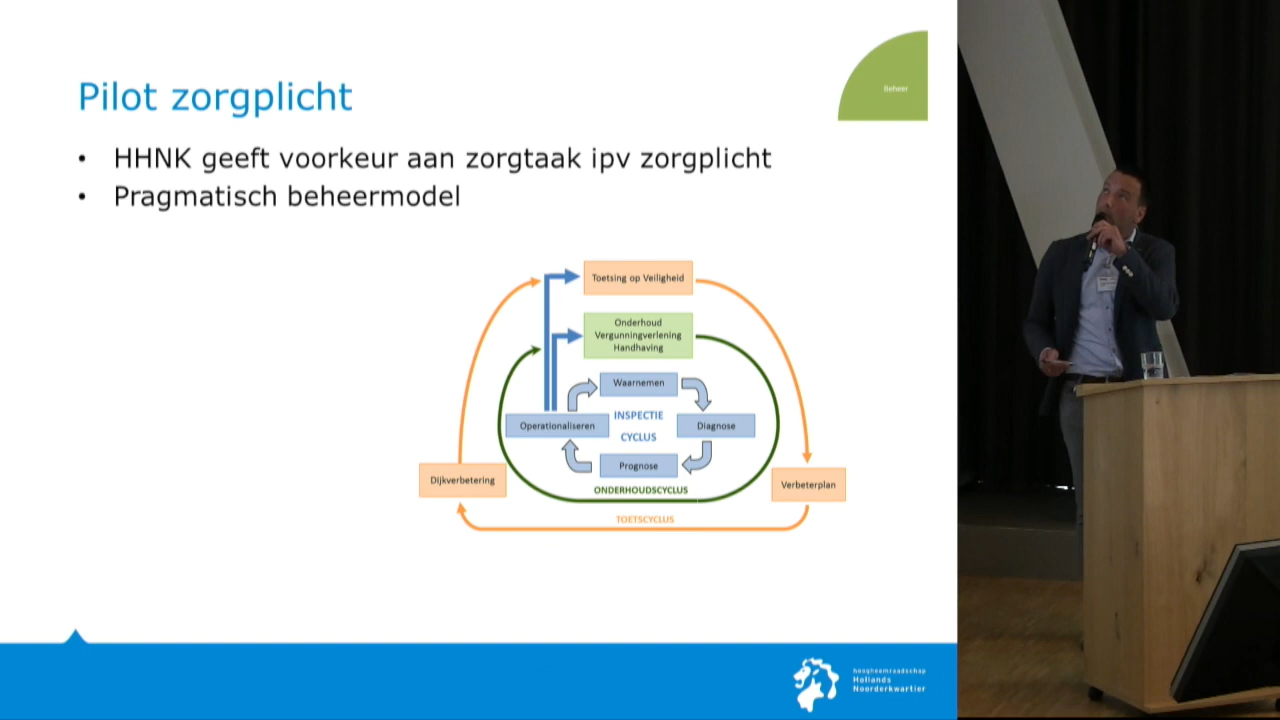 Beheer
Pilot zorgplicht
• HHNK geeft voorkeur aan zorgtaak ipv zorgplicht
• Pragmatisch beheermodel
Toetsing op Veiligheid
Onderhoud
Vergunningverlening
Handhaving
Waarnemen
Operationaliseren
INSPECTIE
CYCLUS
Diagnose
Prognose
Dijkverbetering
Verbeterplan
ONDERHOUDSCYCLUS
TOETSCYCLUS
hoogheemraadschap
Hollands
Noorderkwartier